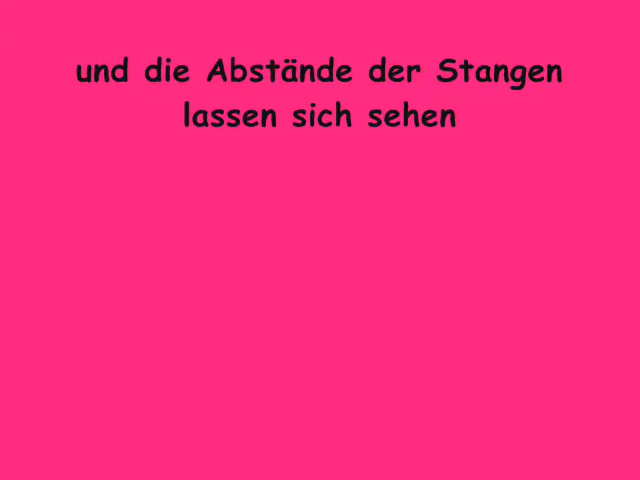 und die Abstände der Stangen
lassen sich sehen